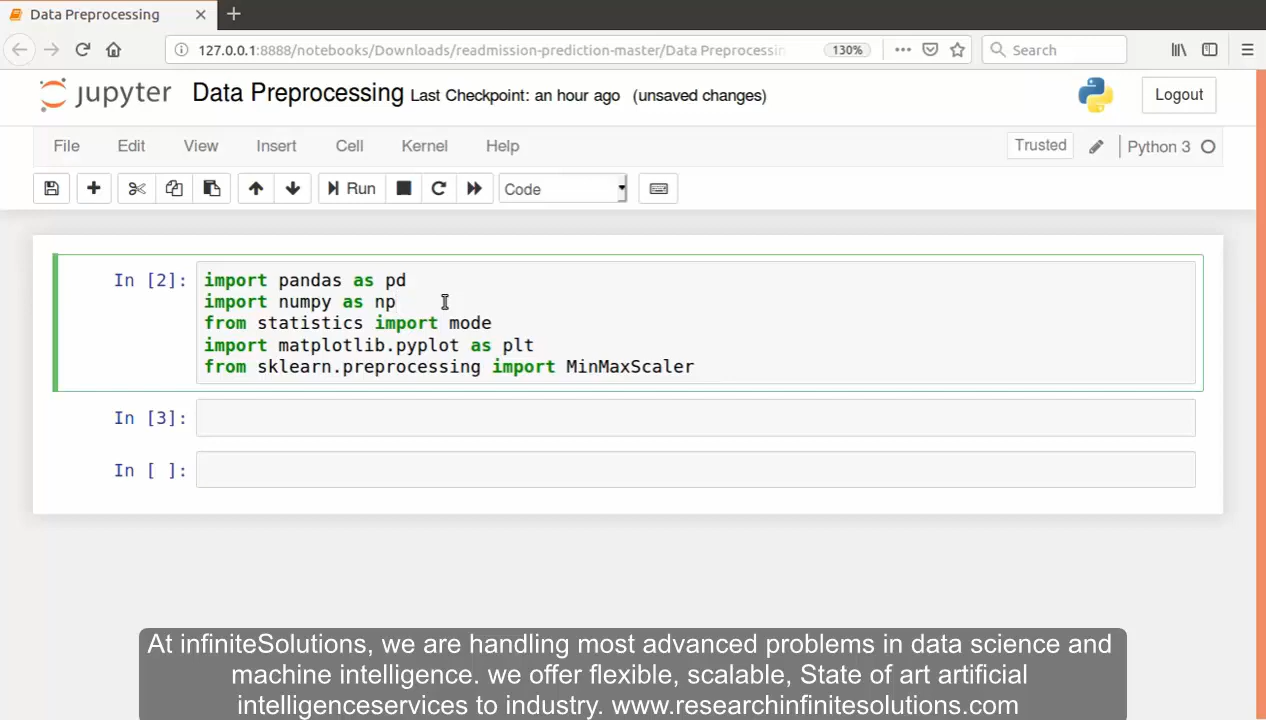 Data Preprocessing
127.0.0.1:8888/notebooks/Downloads/readmission-prediction-master/Data Preprocessin
130%
Search
jupyter Data Preprocessing Last Checkpoint: an hour ago (unsaved changes)
Logout
File Edit View Insert Cell Kernel Help
Trusted
Python 3
Run
Code
In [2]: import pandas as pd
import numpy as np
from statistics import mode
import matplotlib.pyplot as plt
from sklearn.preprocessing import MinMaxScaler
In [3]:
In [ ]:
At infiniteSolutions, we are handling most advanced problems in data science and
machine intelligence. we offer flexible, scalable, State of art artificial
intelligenceservices to industry. www.researchinfinitesolutions.com